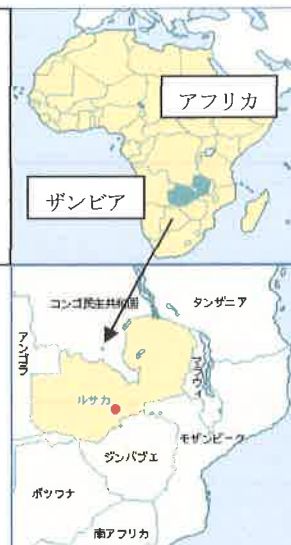 アフリカ
ザンビア
コンゴ民主共和国
タンザニア
アンゴラ
マラウイ
ルサカ
モザンビーク
ジンバブエ
ボツワナ
南アフリカ